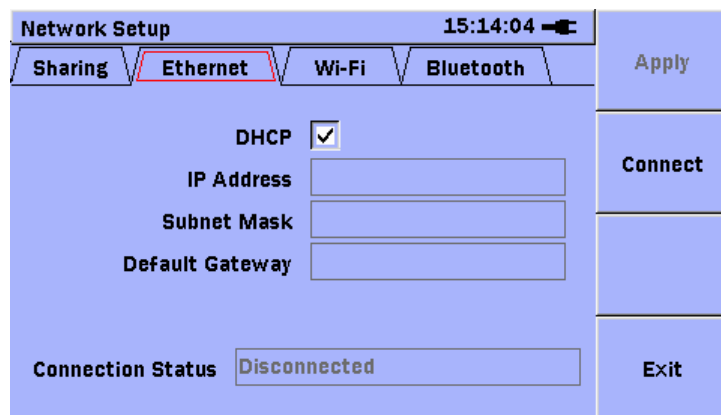 Network Setup 15:14:04
Sharing Ethernet Wi-Fi Bluetooth
Apply
DHCP
Connect
IP Address
Subnet Mask
Default Gateway
Connection Status Disconnected
Exit